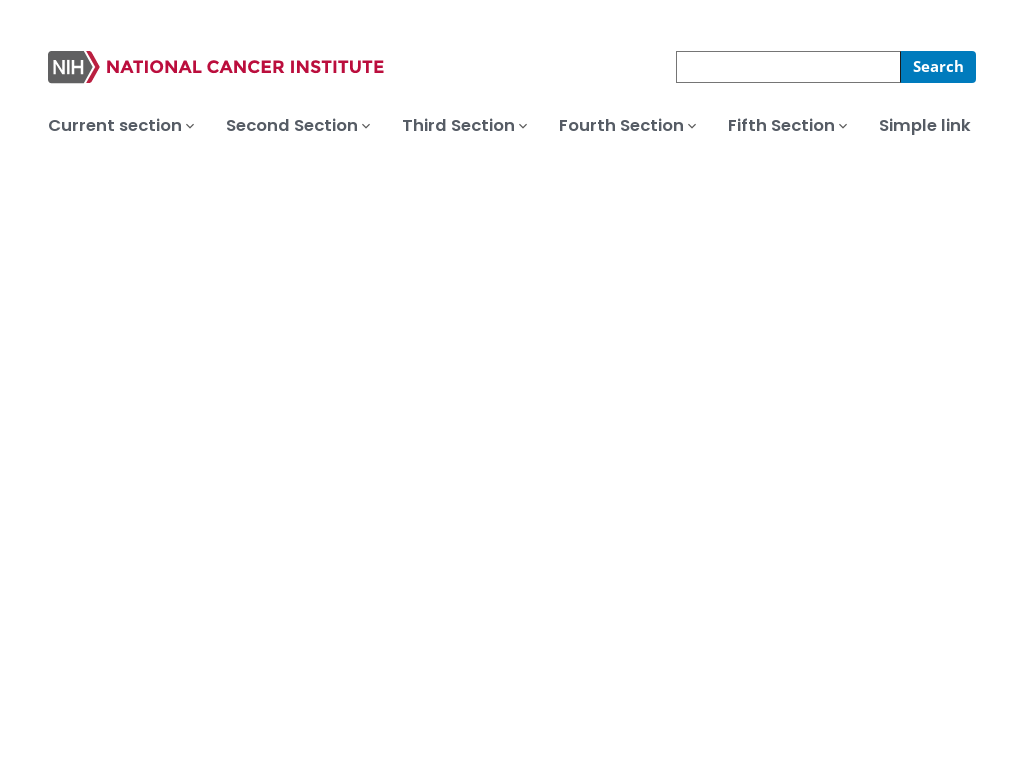 NIH NATIONAL CANCER INSTITUTE
Search
Current section Second Section Third Section Fourth Section Fifth Section Simple link